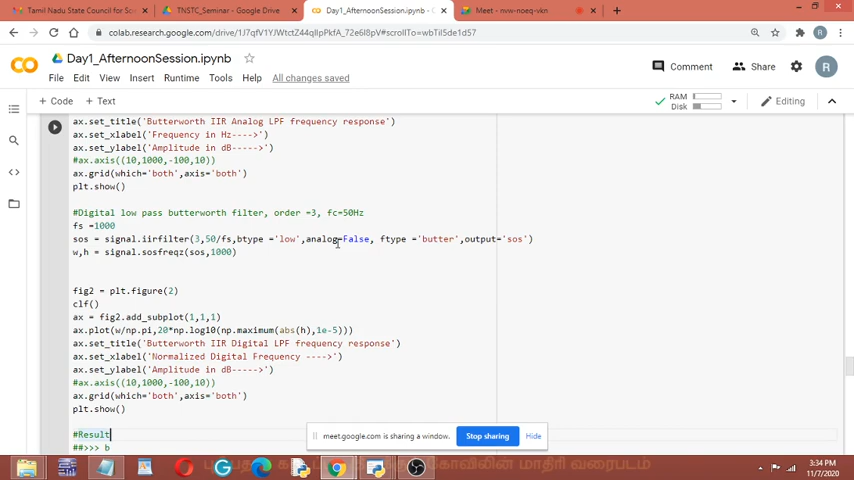 Tamil Nadu State Council for Scie
TNSTC_Seminar - Google Drive
Day1_AfternoonSession.ipynb - C
Meet - nvw-noeq-vkn
colab.research.google.com/drive/1J7qfV1YJWtctZ44qIlpPkfA_72e6l8pV#scrollTo=wbTil5de1d57
Day1_AfternoonSession.ipynb
Comment
Share
R
File Edit View Insert Runtime Tools Help All changes saved
+ Code + Text
RAM
Disk
Editing
ax.set_title('Butterworth IIR Analog LPF frequency response')
ax.set_xlabel('Frequency in Hz---->')
ax.set_ylabel('Amplitude in dB----->')
#ax.axis((10,1000,-100,10))
ax.grid(which='both',axis='both')
plt.show()
#Digital low pass butterworth filter, order =3, fc=50Hz
fs =1000
sos = signal.iirfilter(3,50/fs,btype ='low',analog=False, ftype ='butter',output='sos')
w,h = signal.sosfreqz(sos,1000)
fig2 = plt.figure(2)
clf()
ax = fig2.add_subplot(1,1,1)
ax.plot(w/np.pi,20*np.log10(np.maximum(abs(h),1e-5)))
ax.set_title('Butterworth IIR Digital LPF frequency response')
ax.set_xlabel('Normalized Digital Frequency ---->')
ax.set_ylabel('Amplitude in dB----->')
#ax.axis((10,1000,-100,10))
ax.grid(which='both',axis='both')
plt.show()
#Result
##>>> b
meet.google.com is sharing a window.
Stop sharing
Hide
கோவிலின் மாதிரி வரைபடம்
3:34 PM
11/7/2020